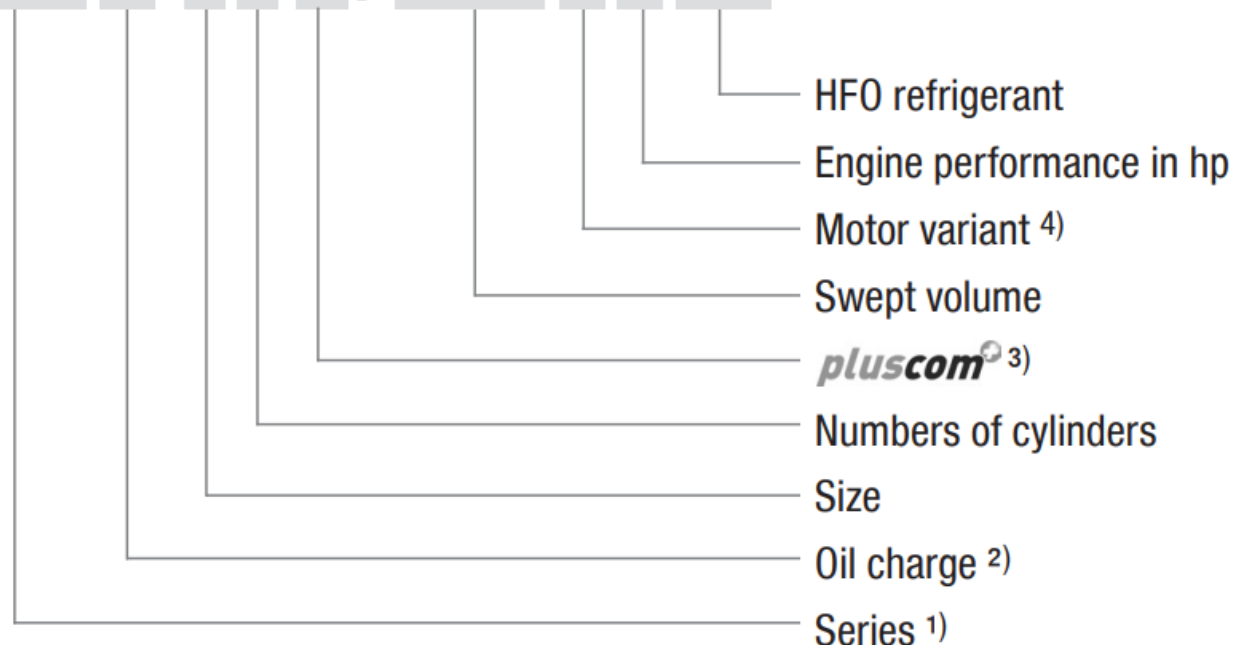 HFO refrigerant
Engine performance in hp
Motor variant 4)
Swept volume
pluscom 3)
Numbers of cylinders
Size
Oil charge 2)
Series 1)